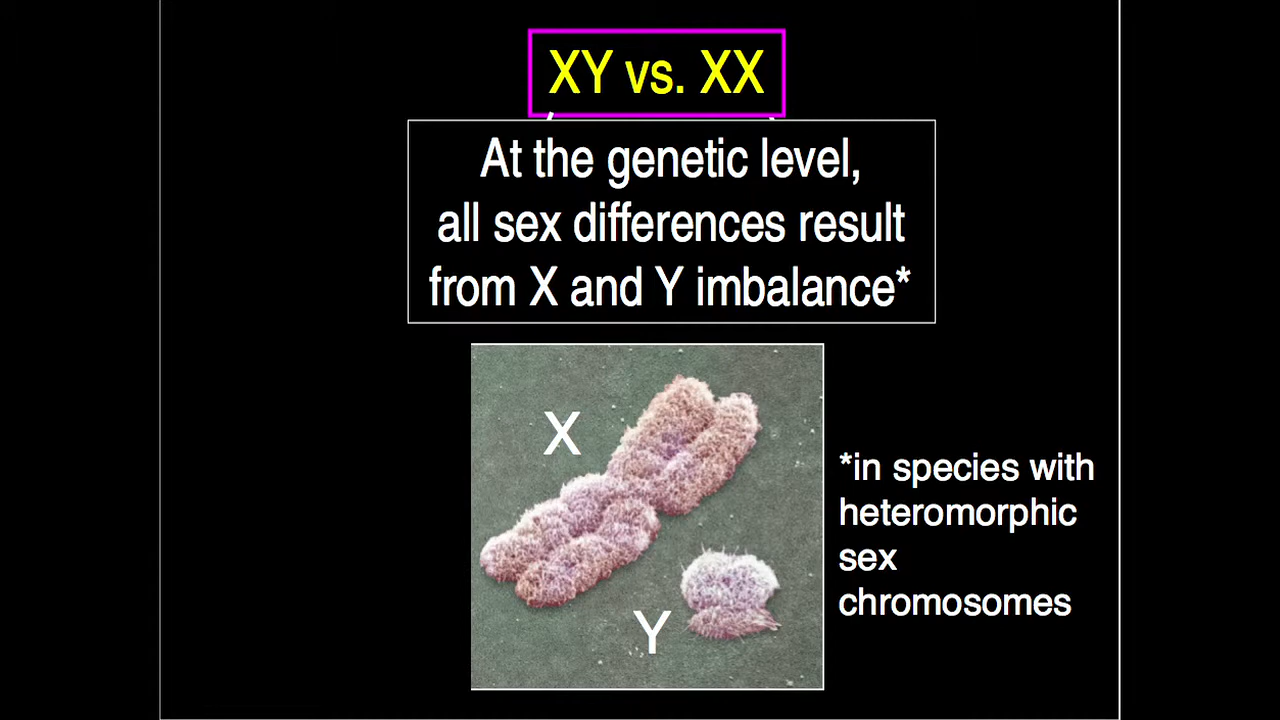 XY vs. XX
At the genetic level,
all sex differences result
from X and Y imbalance*
X
*in species with
heteromorphic
sex
chromosomes
Y